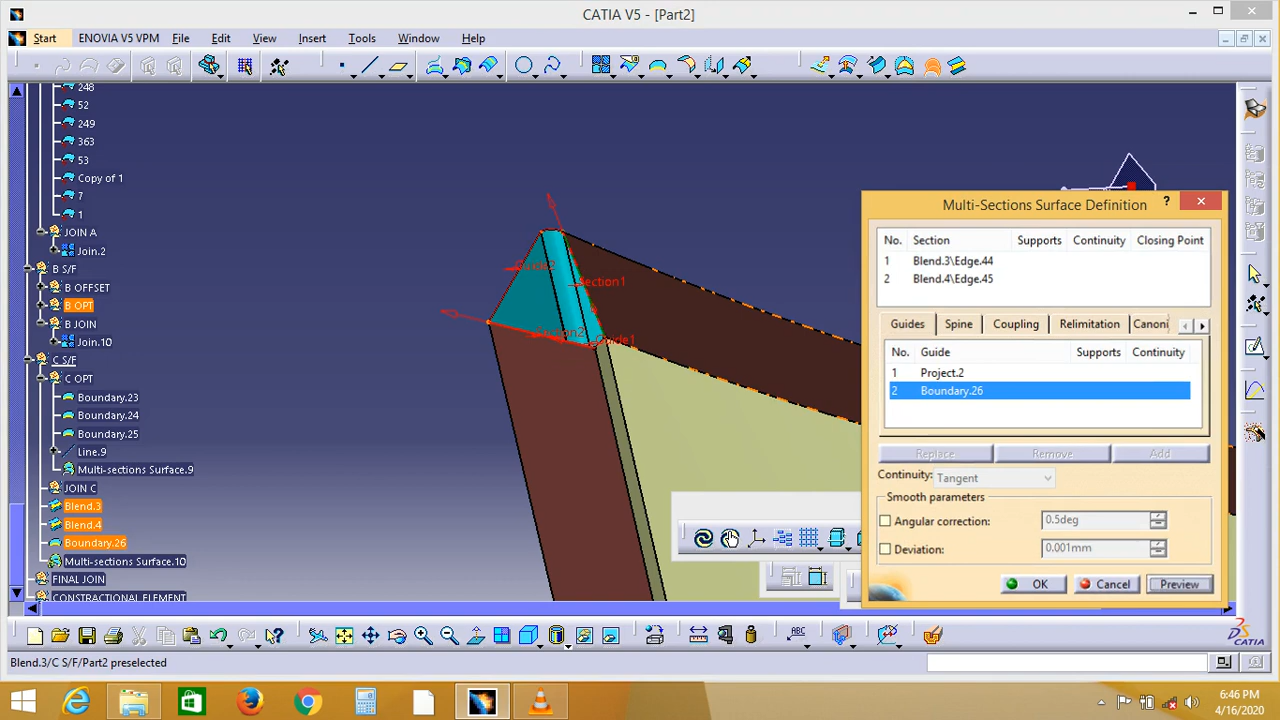 CATIA V5 - [Part2]
Start ENOVIA V5 VPM File Edit View Insert Tools Window Help
248
52
249
363
53
Copy of 1
7
1
JOIN A
Join.2
B S/F
B OFFSET
B OPT
B JOIN
Join.10
C S/F
C OPT
Boundary.23
Boundary.24
Boundary.25
Line.9
Multi-sections Surface.9
JOIN C
Blend.3
Blend.4
Boundary.26
Multi-sections Surface.10
FINAL JOIN
CONSTRACTIONAL ELEMENT
Guide2
Section1
Section2
Guide1
Multi-Sections Surface Definition ?
No. Section Supports Continuity Closing Point
1 Blend.3\Edge.44
2 Blend.4\Edge.45
Guides Spine Coupling Relimitation Canoni
No. Guide Supports Continuity
1 Project.2
2 Boundary.26
Replace Remove Add
Continuity: Tangent
Smooth parameters
Angular correction: 0.5deg
Deviation: 0.001mm
OK Cancel Preview
ABC
CATIA
Blend.3/C S/F/Part2 preselected
6:46 PM
4/16/2020